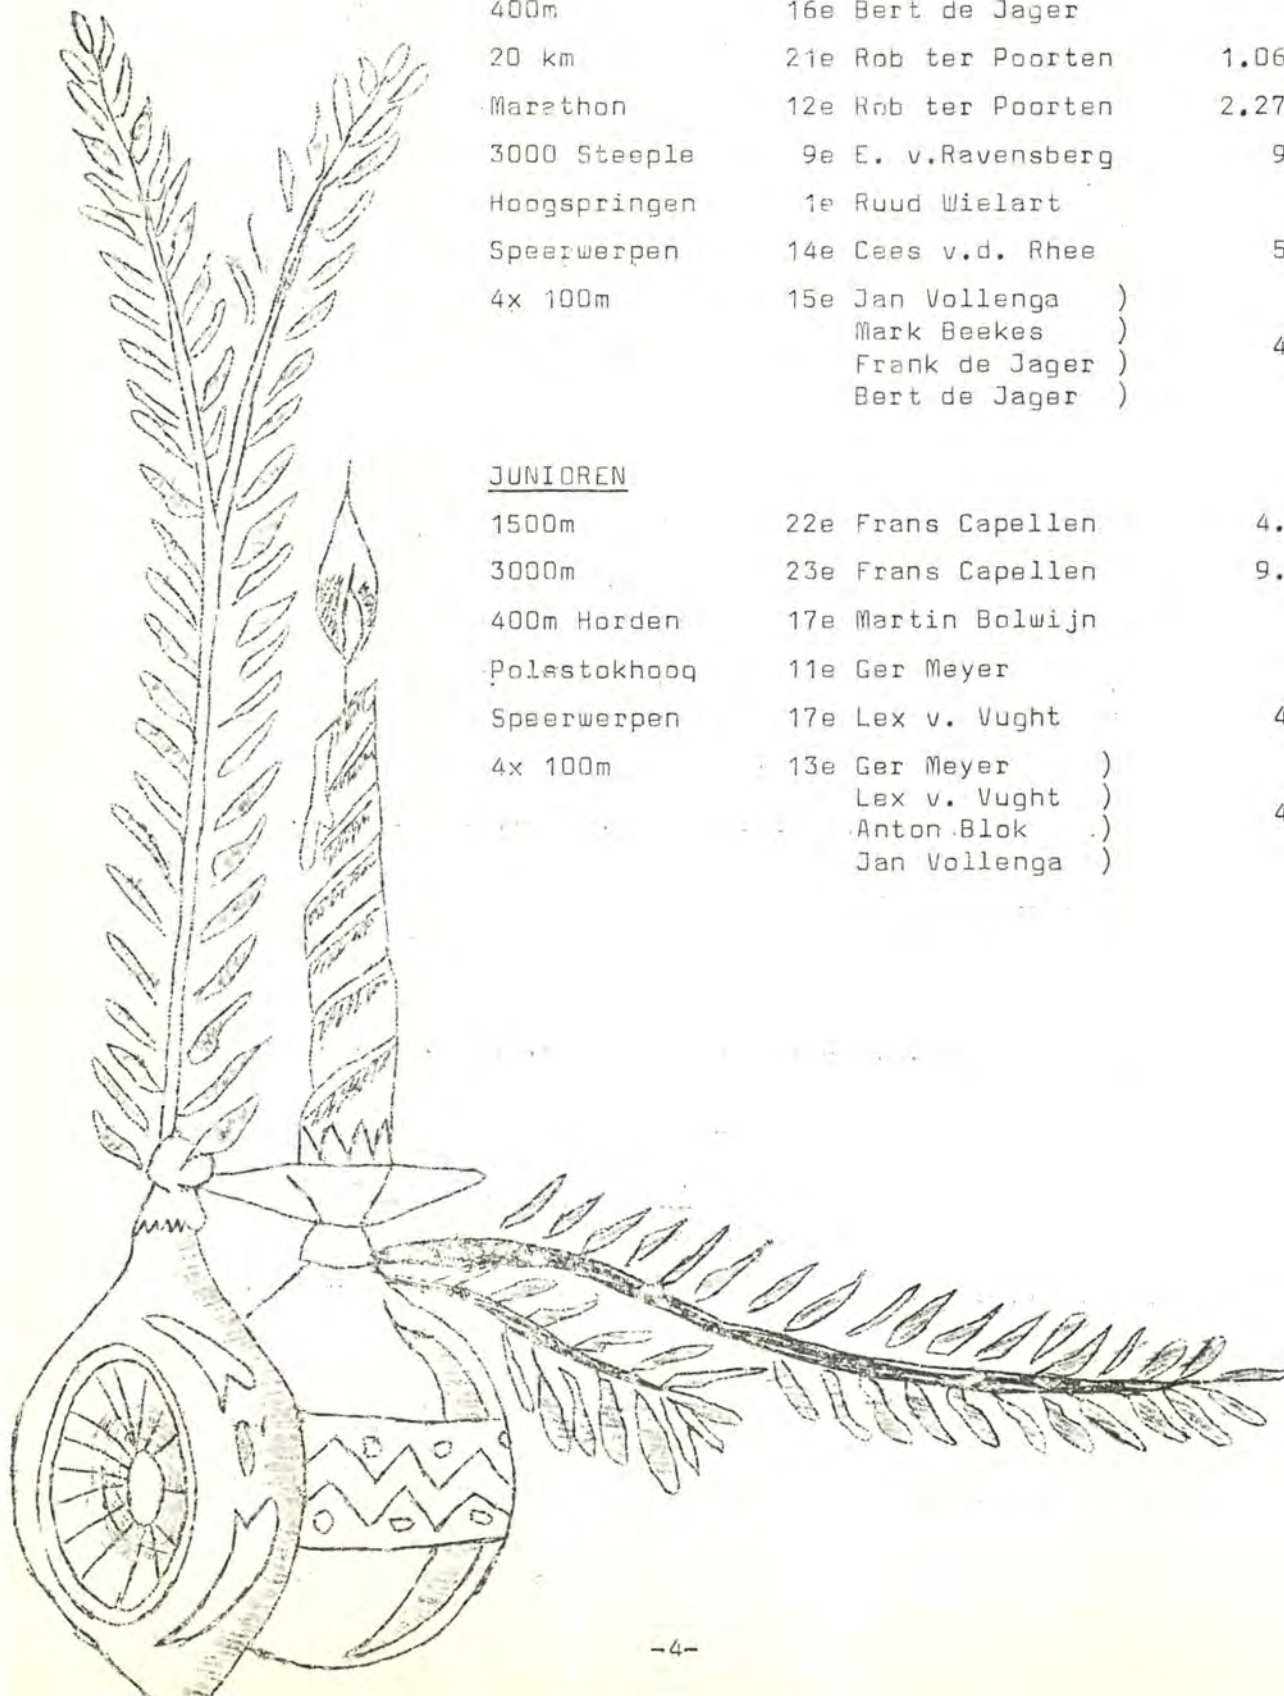 400m 16e Bert de Jager
20 km 21e Rob ter Poorten 1.06
Marathon 12e Rob ter Poorten 2.27
3000 Steeple 9e E. v.Ravensberg 9
Hoogspringen 1e Ruud Wielart
Speerwerpen 14e Cees v.d. Rhee 5
4x 100m 15e Jan Vollenga )
Mark Beekes )
4
Frank de Jager )
Bert de Jager )
JUNIOREN
1500m 22e Frans Capellen 4.
3000m 23e Frans Capellen 9.
400m Horden 17e Martin Bolwijn
Polsstokhoog 11e Ger Meyer
Speerwerpen 17e Lex v. Vught 4
4x 100m 13e Ger Meyer )
Lex v. Vught )
4
Anton Blok )
Jan Vollenga )
-4-